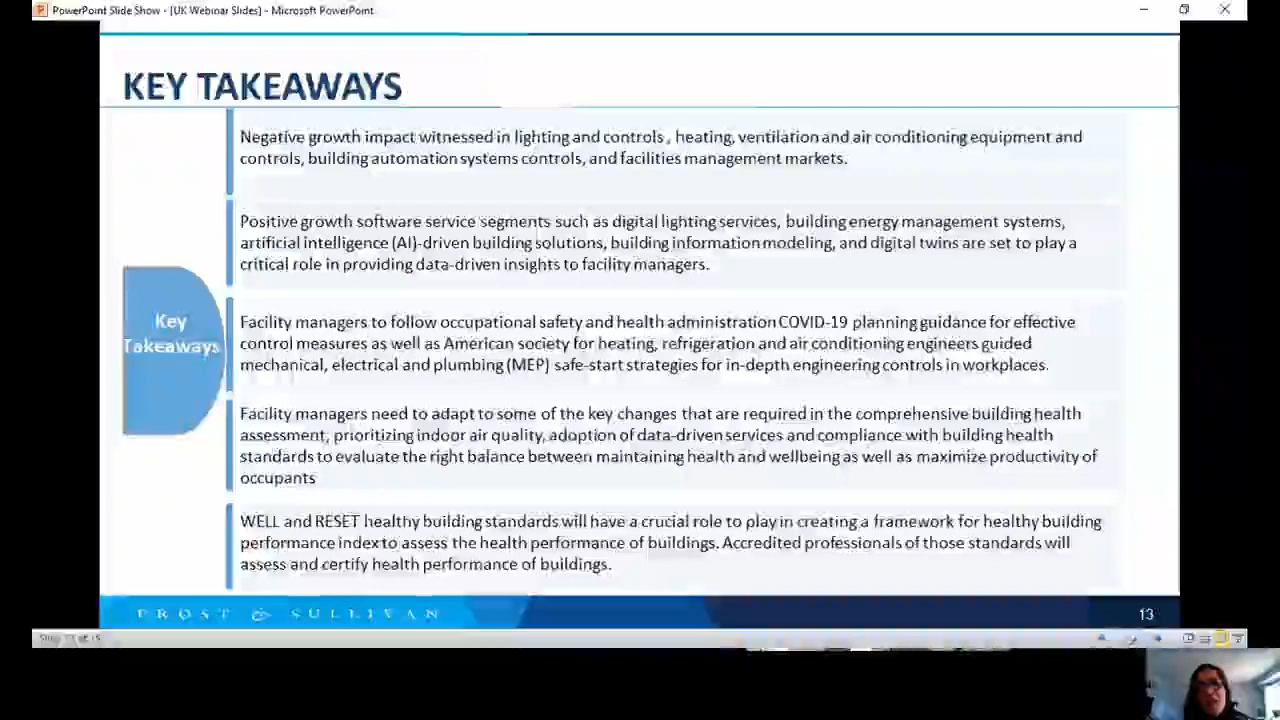 PowerPoint Slide Show - [UK Webinar Slides] - Microsoft PowerPoint
KEY TAKEAWAYS
Negative growth impact witnessed in lighting and controls , heating, ventilation and air conditioning equipment and
controls, building automation systems controls, and facilities management markets.
Positive growth software service segments such as digital lighting services, building energy management systems,
artificial intelligence (AI)-driven building solutions, building information modeling, and digital twins are set to play a
critical role in providing data-driven insights to facility managers.
Key
Takeaways
Facility managers to follow occupational safety and health administration COVID-19 planning guidance for effective
control measures as well as American society for heating, refrigeration and air conditioning engineers guided
mechanical, electrical and plumbing (MEP) safe-start strategies for in-depth engineering controls in workplaces.
Facility managers need to adapt to some of the key changes that are required in the comprehensive building health
assessment, prioritizing indoor air quality, adoption of data-driven services and compliance with building health
standards to evaluate the right balance between maintaining health and wellbeing as well as maximize productivity of
occupants
WELL and RESET healthy building standards will have a crucial role to play in creating a framework for healthy building
performance index to assess the health performance of buildings. Accredited professionals of those standards will
assess and certify health performance of buildings.
FROST & SULLIVAN
13
Slide 13 of 15